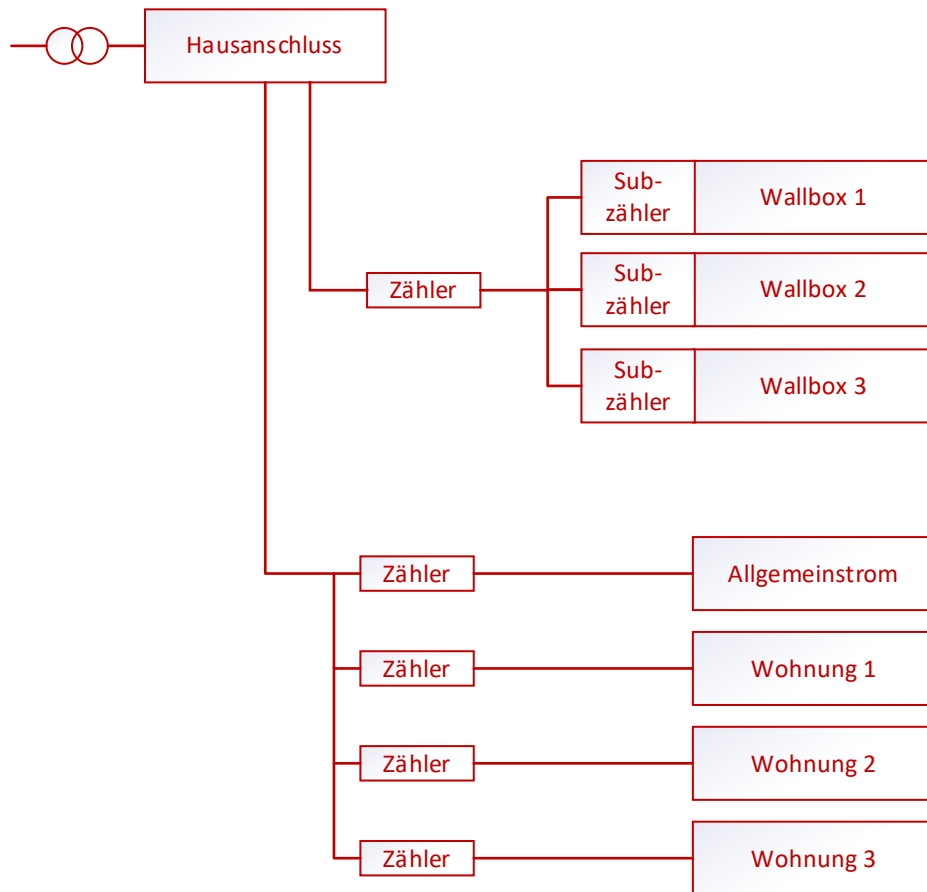 Hausanschluss
Sub-
zähler
Wallbox 1
Sub-
zähler
Wallbox 2
Zähler
Sub-
zähler
Wallbox 3
Zähler
Allgemeinstrom
Zähler
Wohnung 1
Zähler
Wohnung 2
Zähler
Wohnung 3